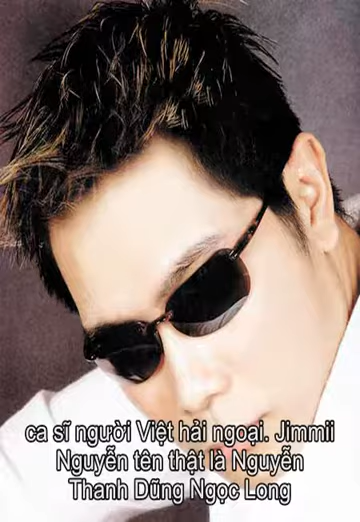 ca sĩ người Việt hải ngoại. Jimmii
Nguyễn tên thật là Nguyễn
Thanh Dũng Ngọc Long